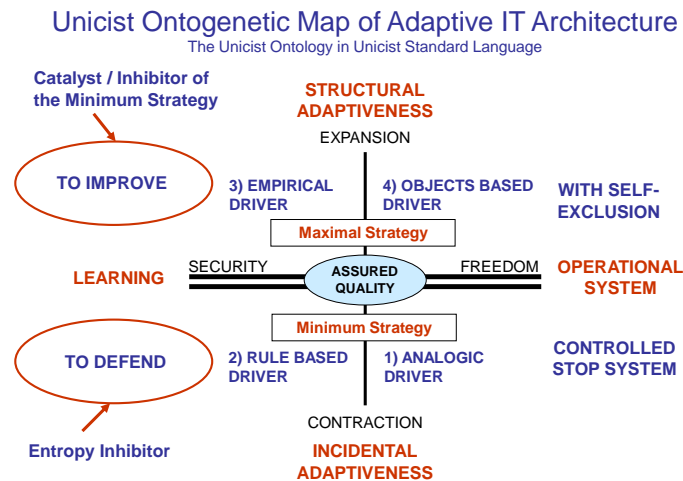 Unicist Ontogenetic Map of Adaptive IT Architecture
The Unicist Ontology in Unicist Standard Language
Catalyst / Inhibitor of
the Minimum Strategy
STRUCTURAL
ADAPTIVENESS
EXPANSION
TO IMPROVE
3) EMPIRICAL
DRIVER
4) OBJECTS BASED
DRIVER
WITH SELF-
EXCLUSION
Maximal Strategy
LEARNING
SECURITY
ASSURED
QUALITY
FREEDOM
OPERATIONAL
SYSTEM
Minimum Strategy
TO DEFEND
2) RULE BASED
DRIVER
1) ANALOGIC
DRIVER
CONTROLLED
STOP SYSTEM
CONTRACTION
Entropy Inhibitor
INCIDENTAL
ADAPTIVENESS